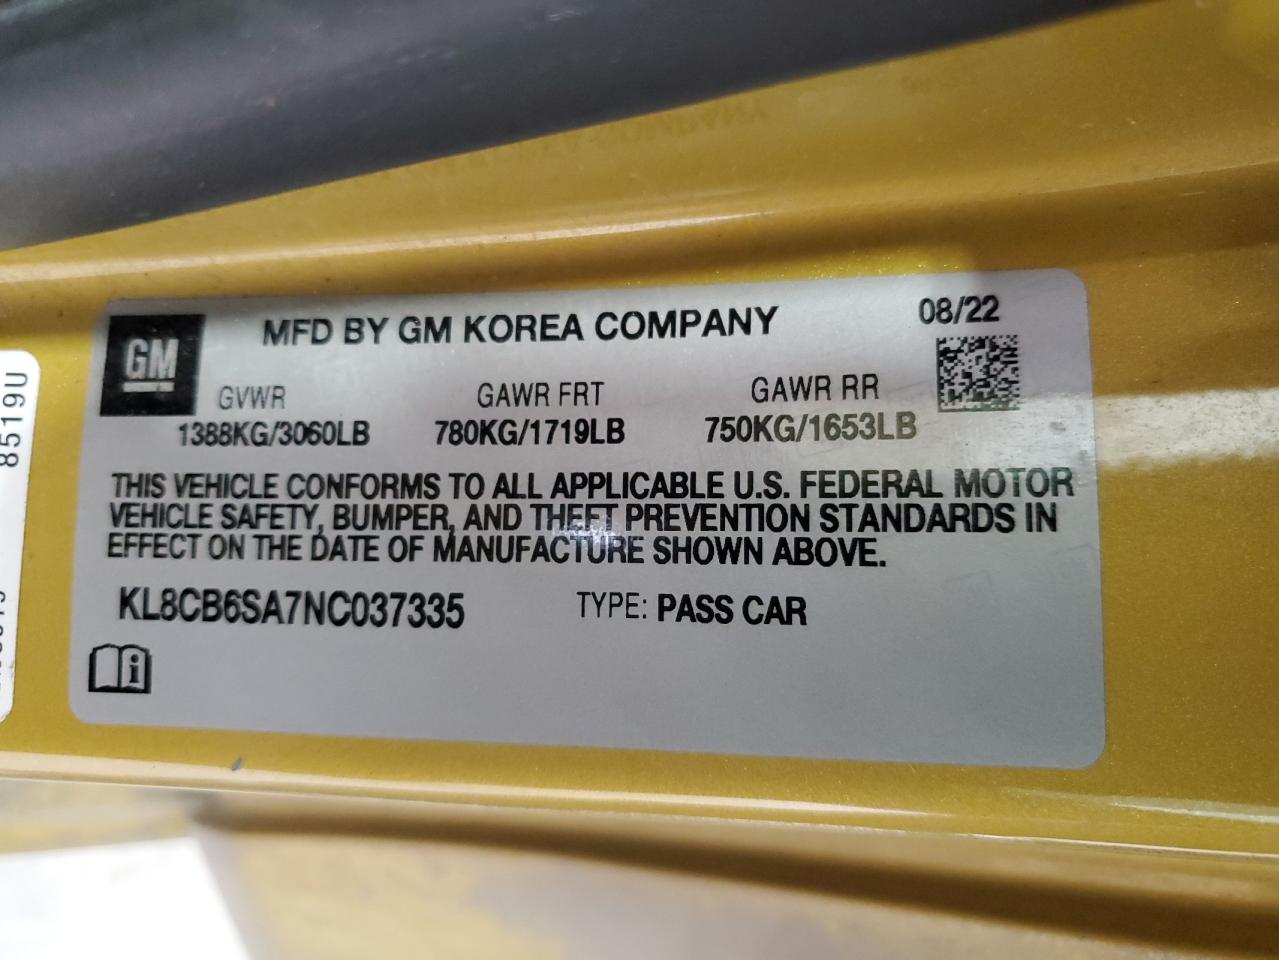 MFD BY GM KOREA COMPANY
08/22
GM
GVWR GAWR FRT GAWR RR
1388KG/3060LB 780KG/1719LB 750KG/1653LB
THIS VEHICLE CONFORMS TO ALL APPLICABLE U.S. FEDERAL MOTOR
VEHICLE SAFETY, BUMPER, AND THEFT PREVENTION STANDARDS IN
EFFECT ON THE DATE OF MANUFACTURE SHOWN ABOVE.
KL8CB6SA7NC037335 TYPE: PASS CAR
i
8519U